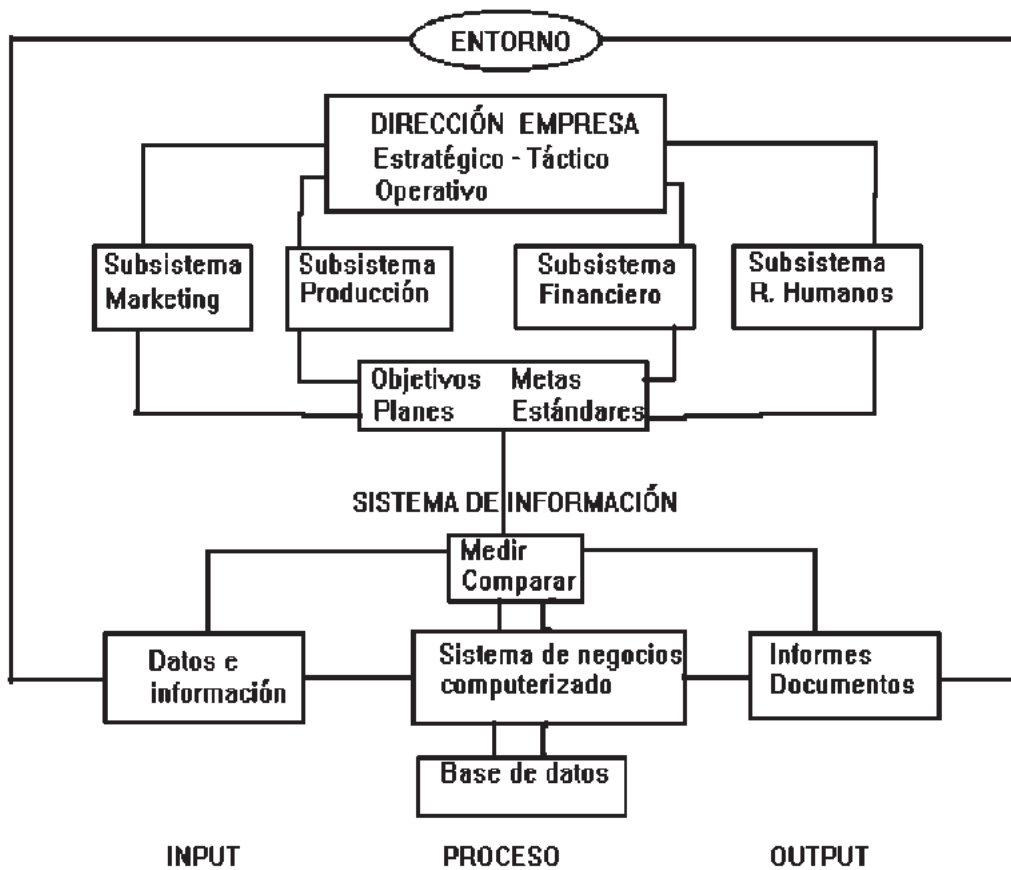 ENTORNO
DIRECCIÓN EMPRESA
Estratégico - Táctico
Operativo
Subsistema
Marketing
Subsistema
Producción
Subsistema
Financiero
Subsistema
R. Humanos
Objetivos Metas
Planes Estándares
SISTEMA DE INFORMACIÓN
Medir
Comparar
Datos e
información
Sistema de negocios
computerizado
Informes
Documentos
Base de datos
INPUT PROCESO OUTPUT